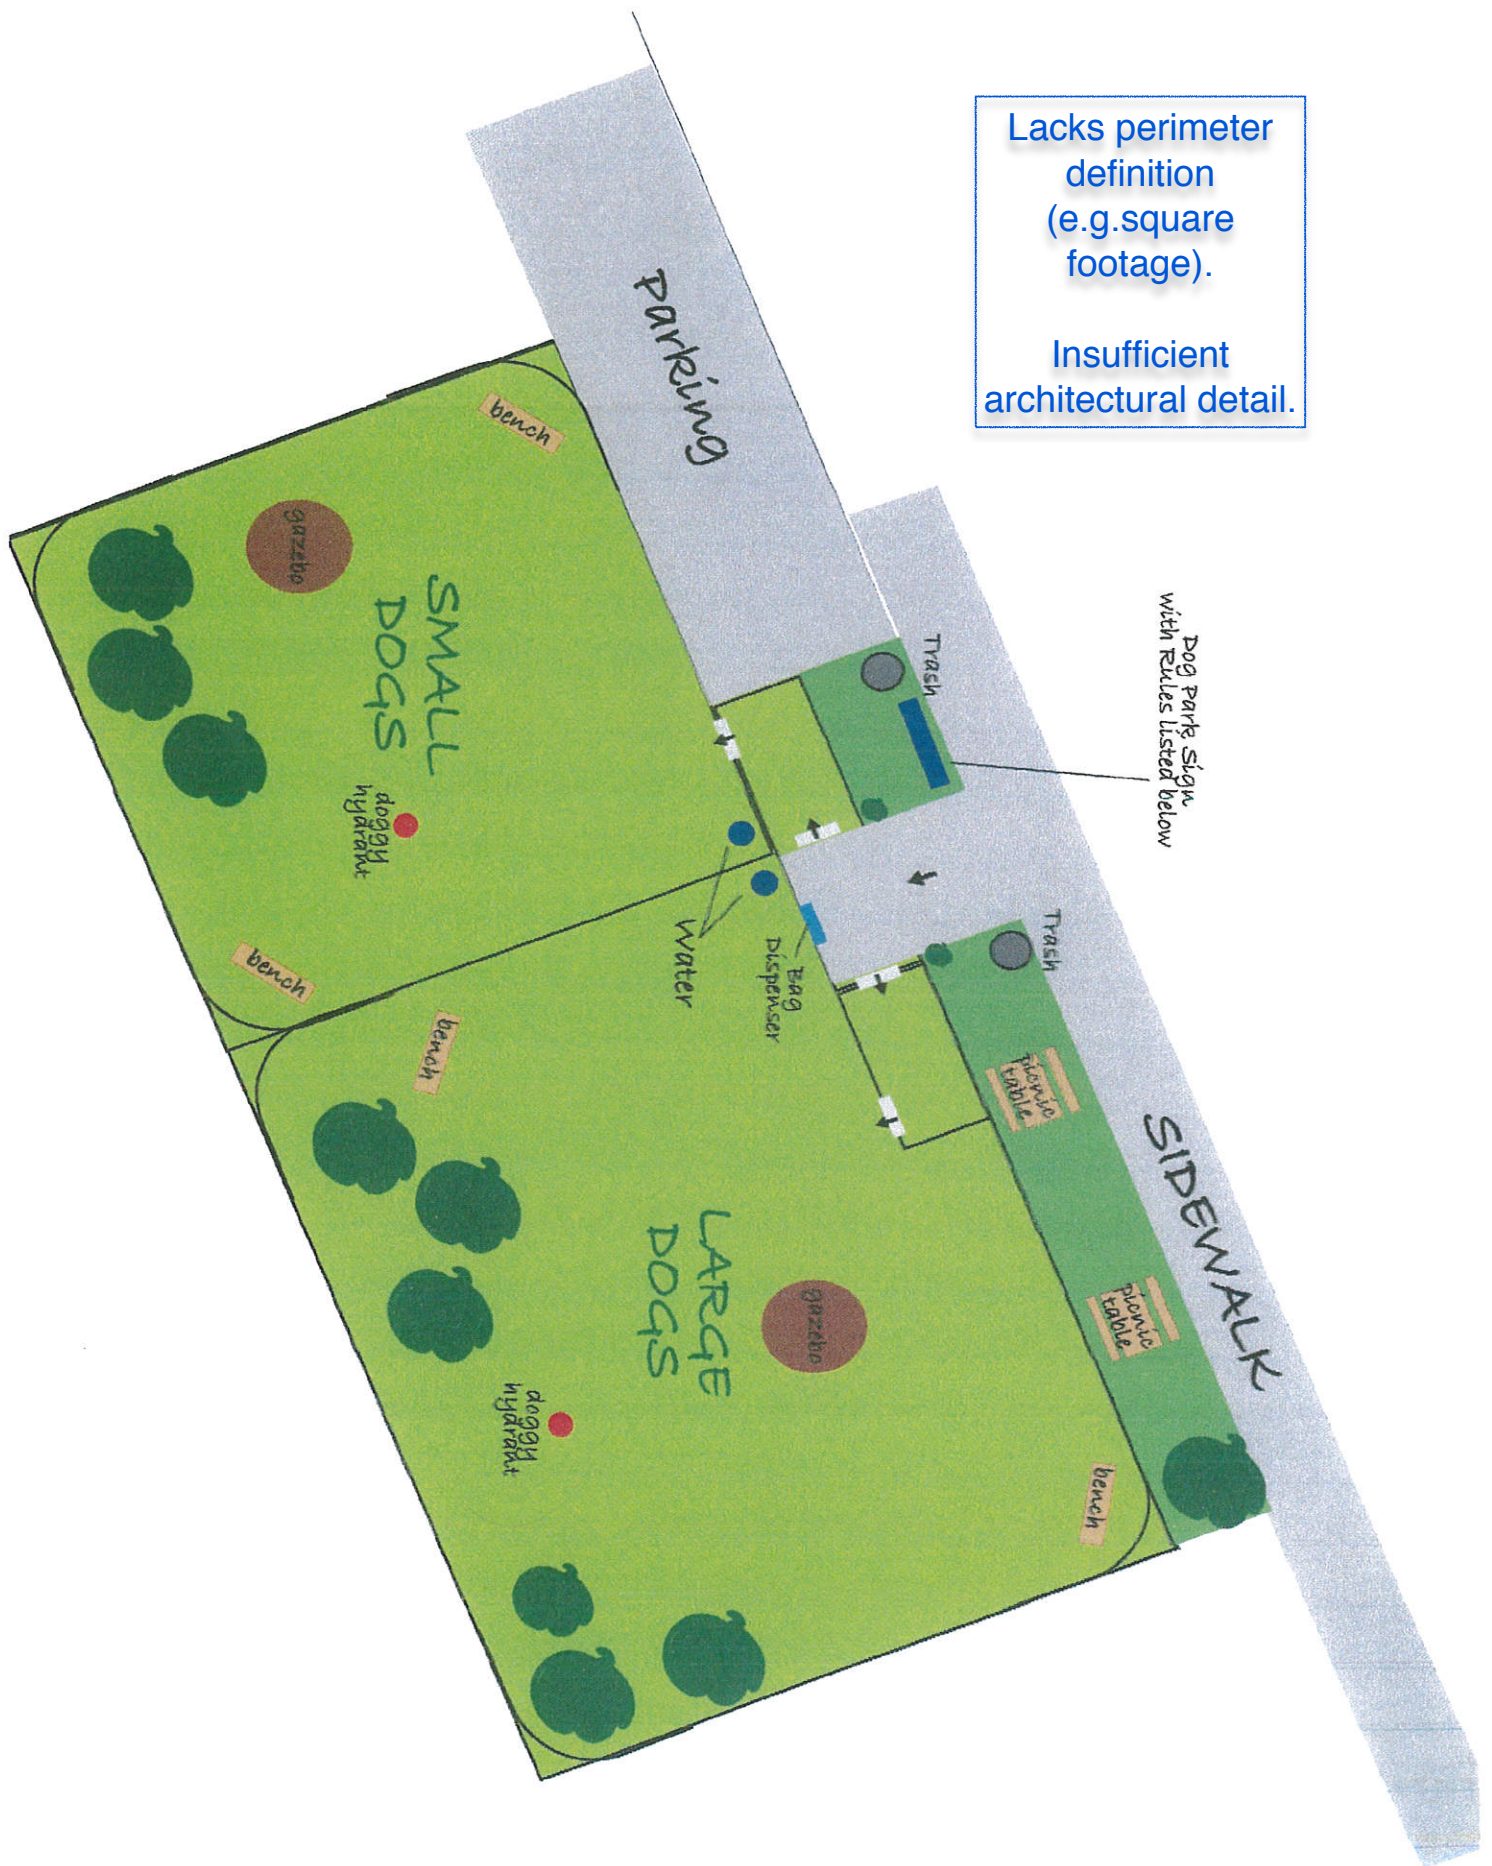 Lacks perimeter
definition
(e.g.square
footage).
Insufficient
architectural detail.
Parking
bench
gazebo
SMALL
DOGS
doggy
hydrant
bench
Trash
Dog Park Sign
with Rules listed below
Water
Bag
Dispenser
Trash
bench
picnic
table
SIDEWALK
picnic
table
LARGE
DOGS
gazebo
doggy
hydrant
bench